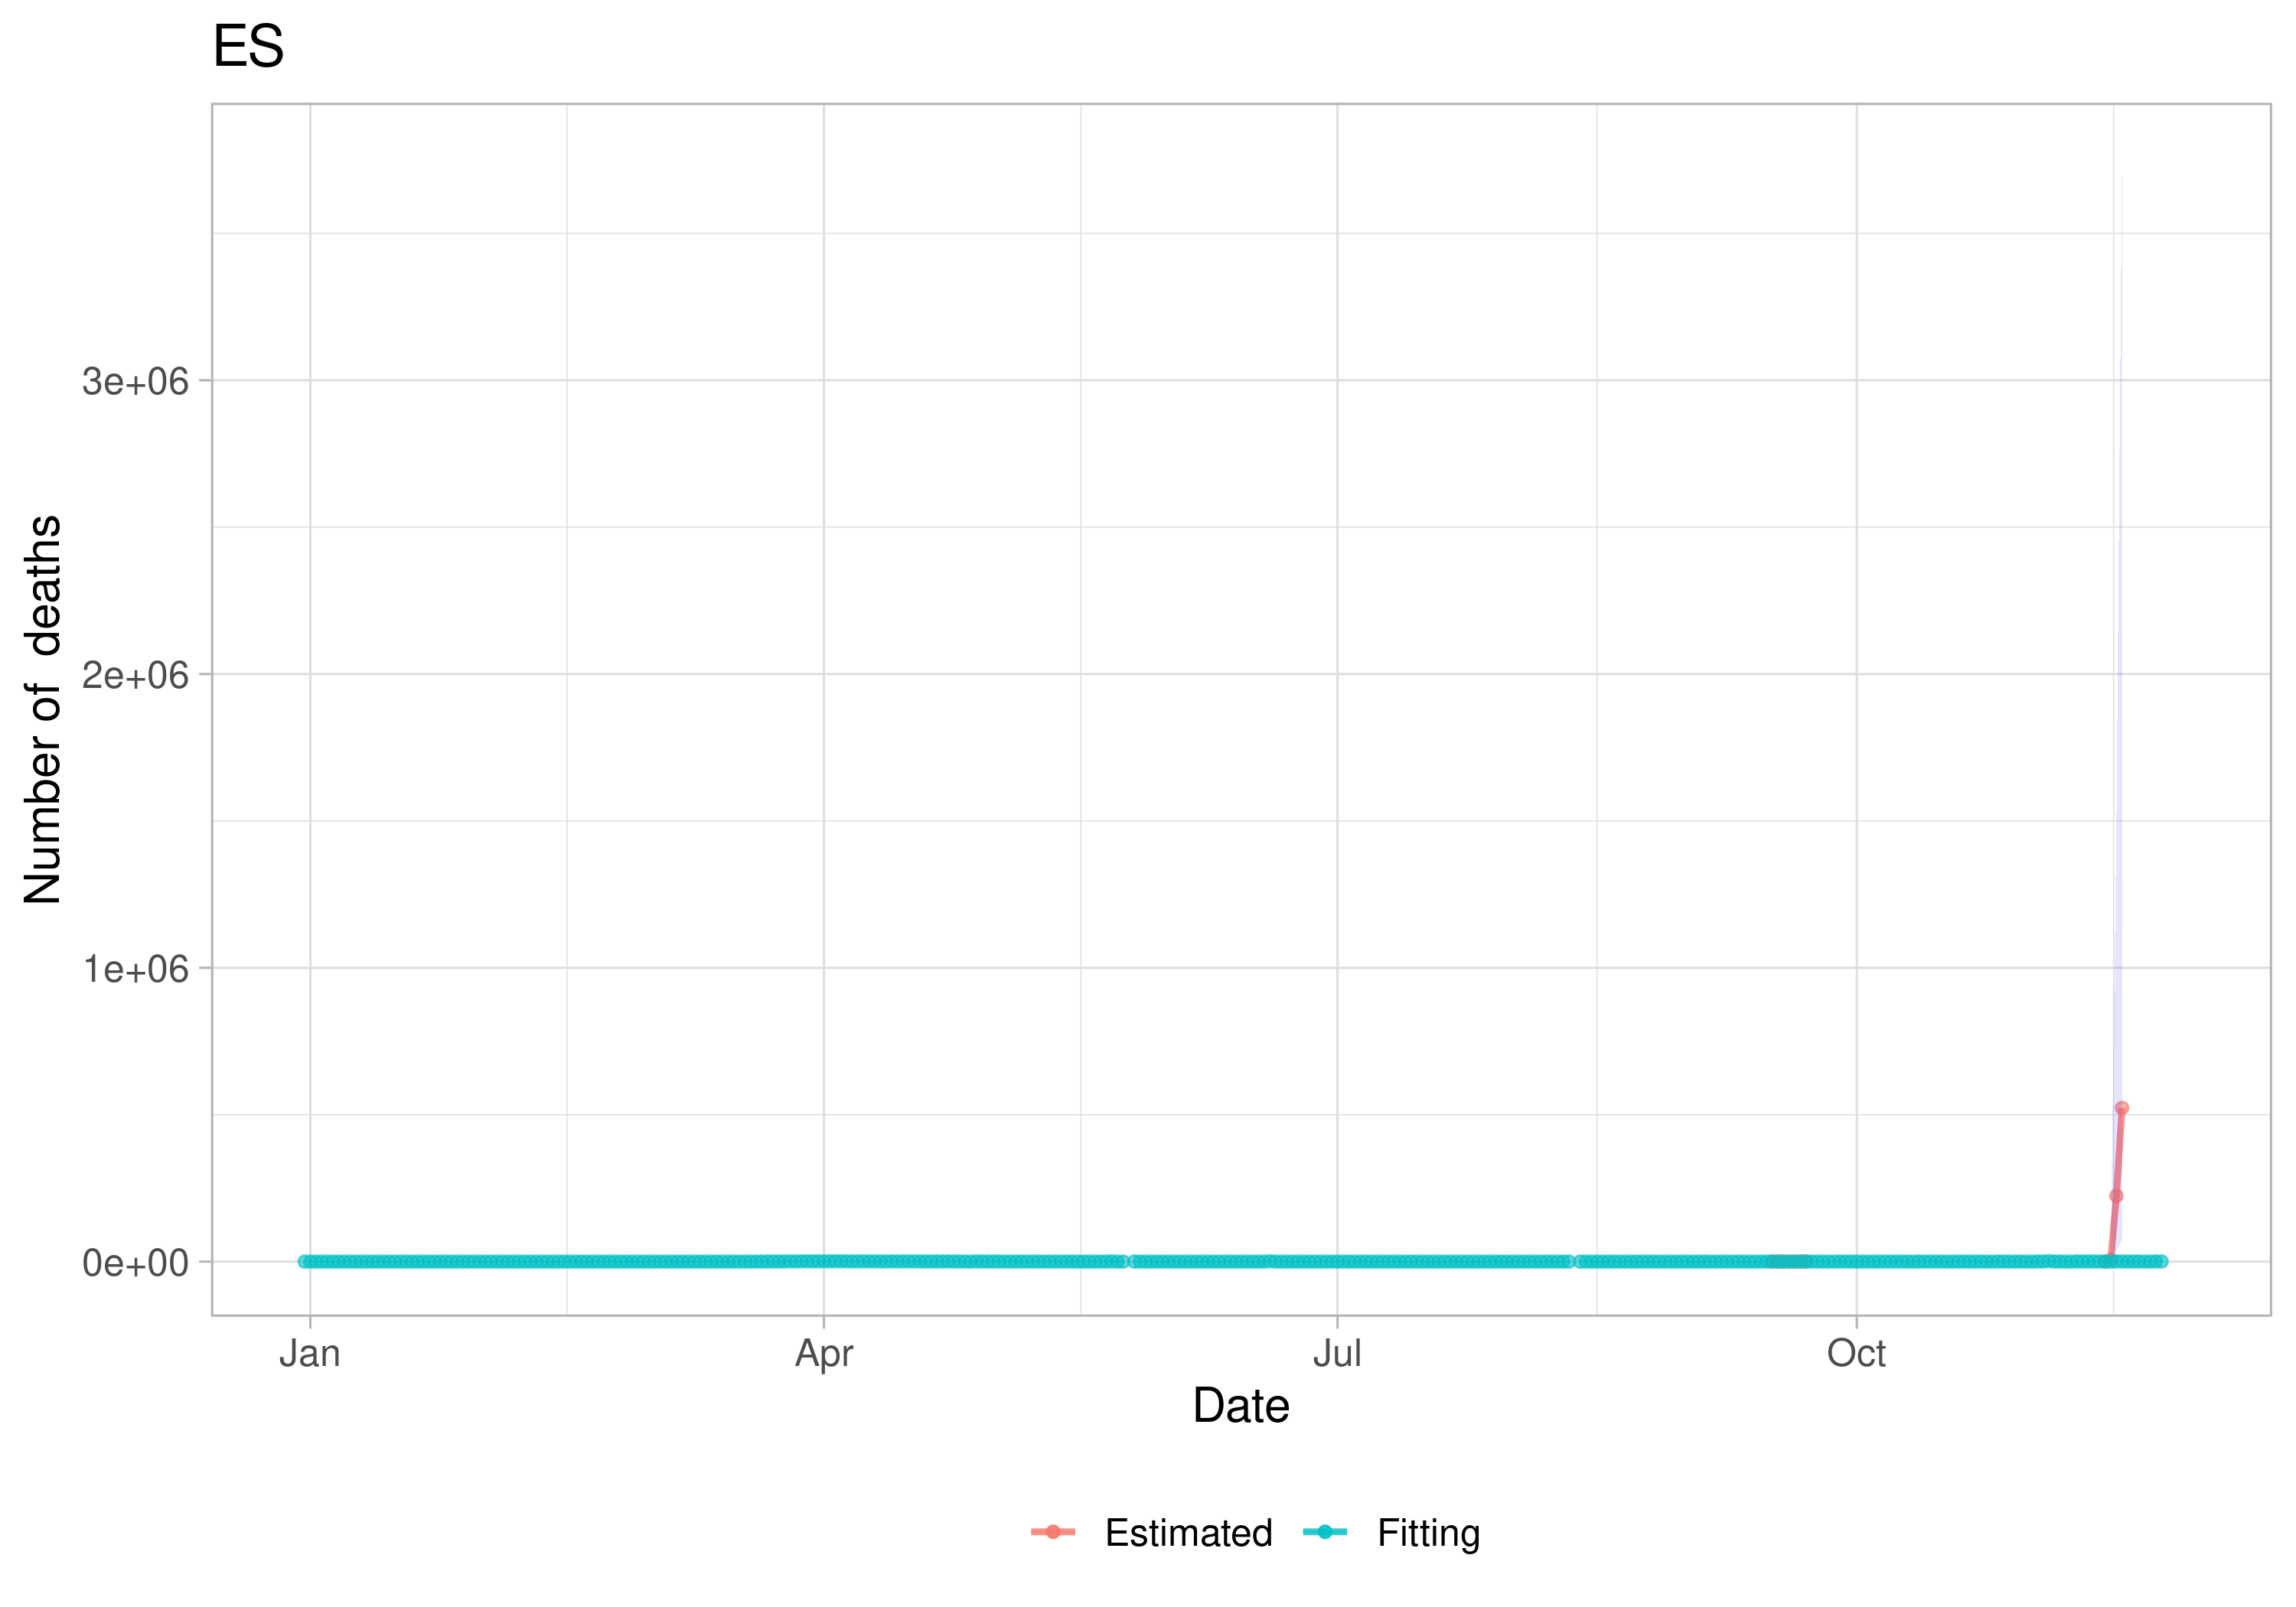 ES
Number of  deaths
3e+06
2e+06
1e+06
0e+00
Jan Apr Jul Oct
Date
Estimated Fitting